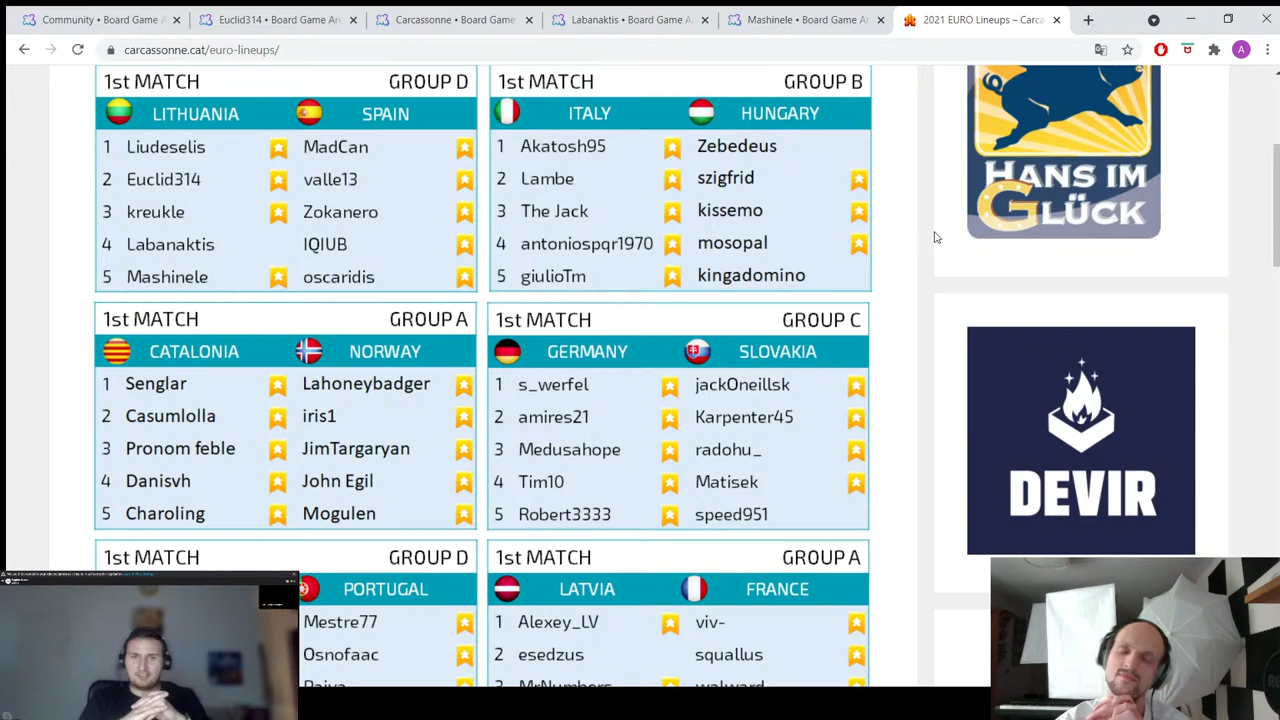 Community • Board Game A
Euclid314 • Board Game Are
Carcassonne • Board Game
Labanaktis • Board Game A
Mashinele • Board Game Ar
2021 EURO Lineups – Carca
carcassonne.cat/euro-lineups/
A
1st MATCH GROUP D
LITHUANIA SPAIN
1 Liudeselis MadCan
2 Euclid314 valle13
3 kreukle Zokanero
4 Labanaktis IQIUB
5 Mashinele oscaridis
1st MATCH GROUP B
ITALY HUNGARY
1 Akatosh95 Zebedeus
2 Lambe szigfrid
3 The Jack kissemo
4 antoniospqr1970 mosopal
5 giulioTm kingadomino
1st MATCH GROUP A
CATALONIA NORWAY
1 Senglar Lahoneybadger
2 Casumlolla iris1
3 Pronom feble JimTargaryan
4 Danisvh John Egil
5 Charoling Mogulen
1st MATCH GROUP C
GERMANY SLOVAKIA
1 s_werfel jackOneillsk
2 amires21 Karpenter45
3 Medusahope radohu_
4 Tim10 Matisek
5 Robert3333 speed951
1st MATCH GROUP D
PORTUGAL
Mestre77
Osnofaac
1st MATCH GROUP A
LATVIA FRANCE
1 Alexey_LV viv-
2 esedzus squallus
HANS IM
GLÜCK
DEVIR